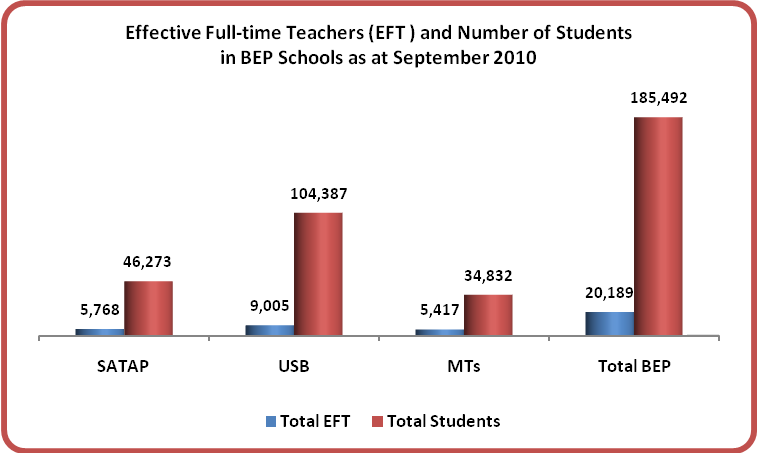 Effective Full-time Teachers (EFT ) and Number of Students
in BEP Schools as at September 2010
185,492
104,387
46,273
34,832
20,189
5,768
9,005
5,417
SATAP
USB
MTs
Total BEP
Total EFT
Total Students